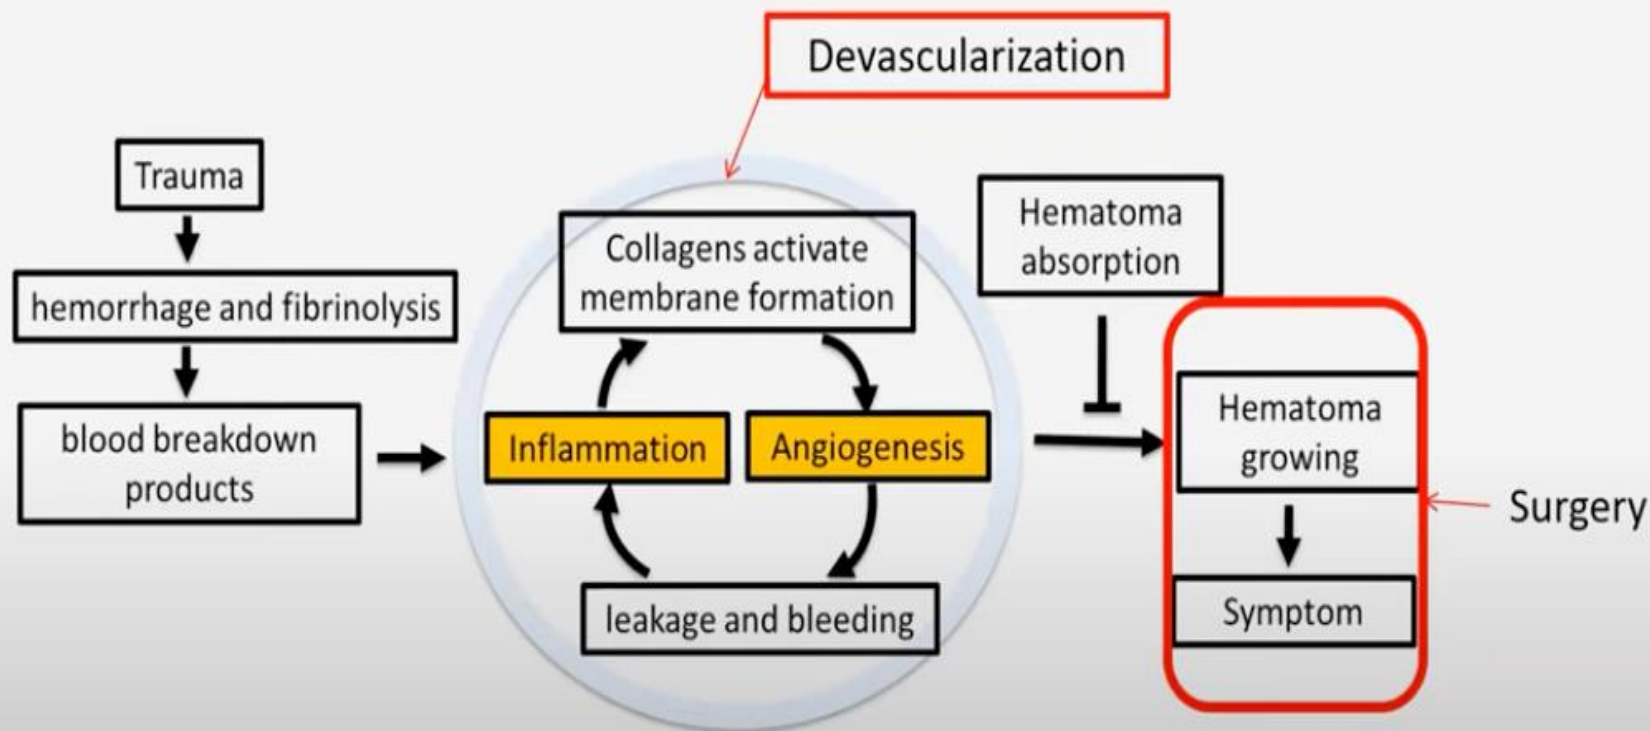 Devascularization
Trauma
hemorrhage and fibrinolysis
blood breakdown
products
Collagens activate
membrane formation
Inflammation
Angiogenesis
leakage and bleeding
Hematoma
absorption
Hematoma
growing
Symptom
Surgery